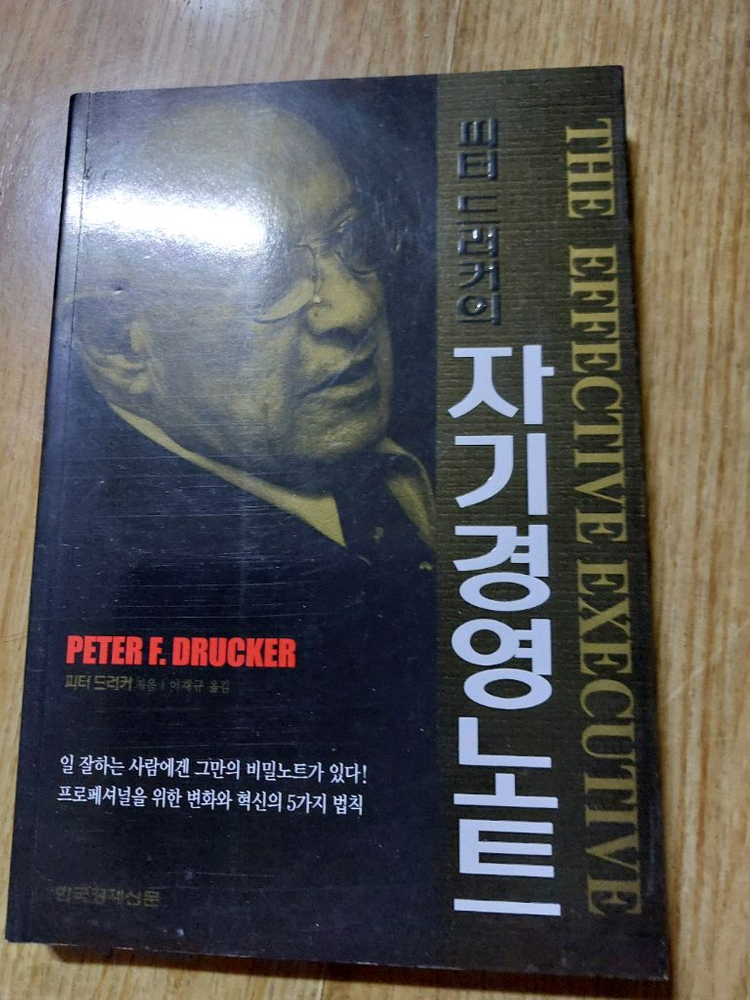 피터 드러커의
자기경영노트
THE EFFECTIVE EXECUTIVE
PETER F. DRUCKER
피터 드러커 지음 | 이재규 옮김
일 잘하는 사람에겐 그만의 비밀노트가 있다!
프로페셔널을 위한 변화와 혁신의 5가지 법칙
한국경제신문